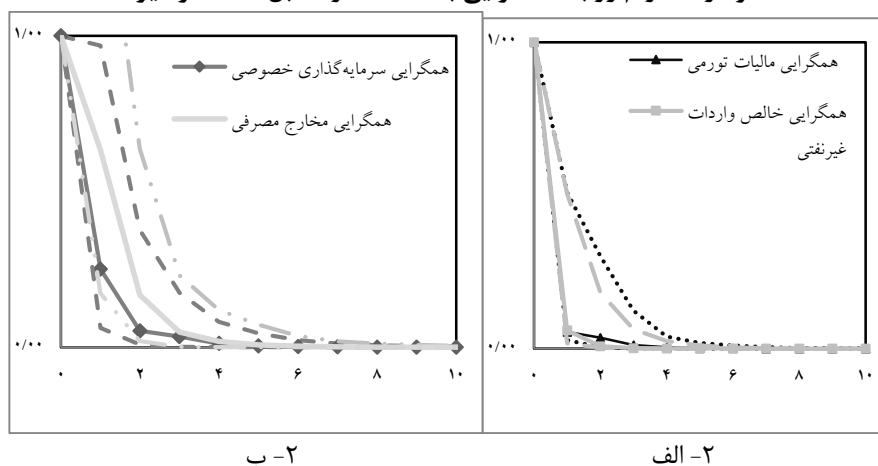 ۱/۰۰
همگرایی مالیات تورمی
همگرایی خالص واردات
غیرنفتی
۰/۰۰
۰ ۲ ۴ ۶ ۸ ۱۰
۲- الف
۱/۰۰
همگرایی سرمایه‌گذاری خصوصی
همگرایی مخارج مصرفی
۰/۰۰
۰ ۲ ۴ ۶ ۸ ۱۰
۲- ب